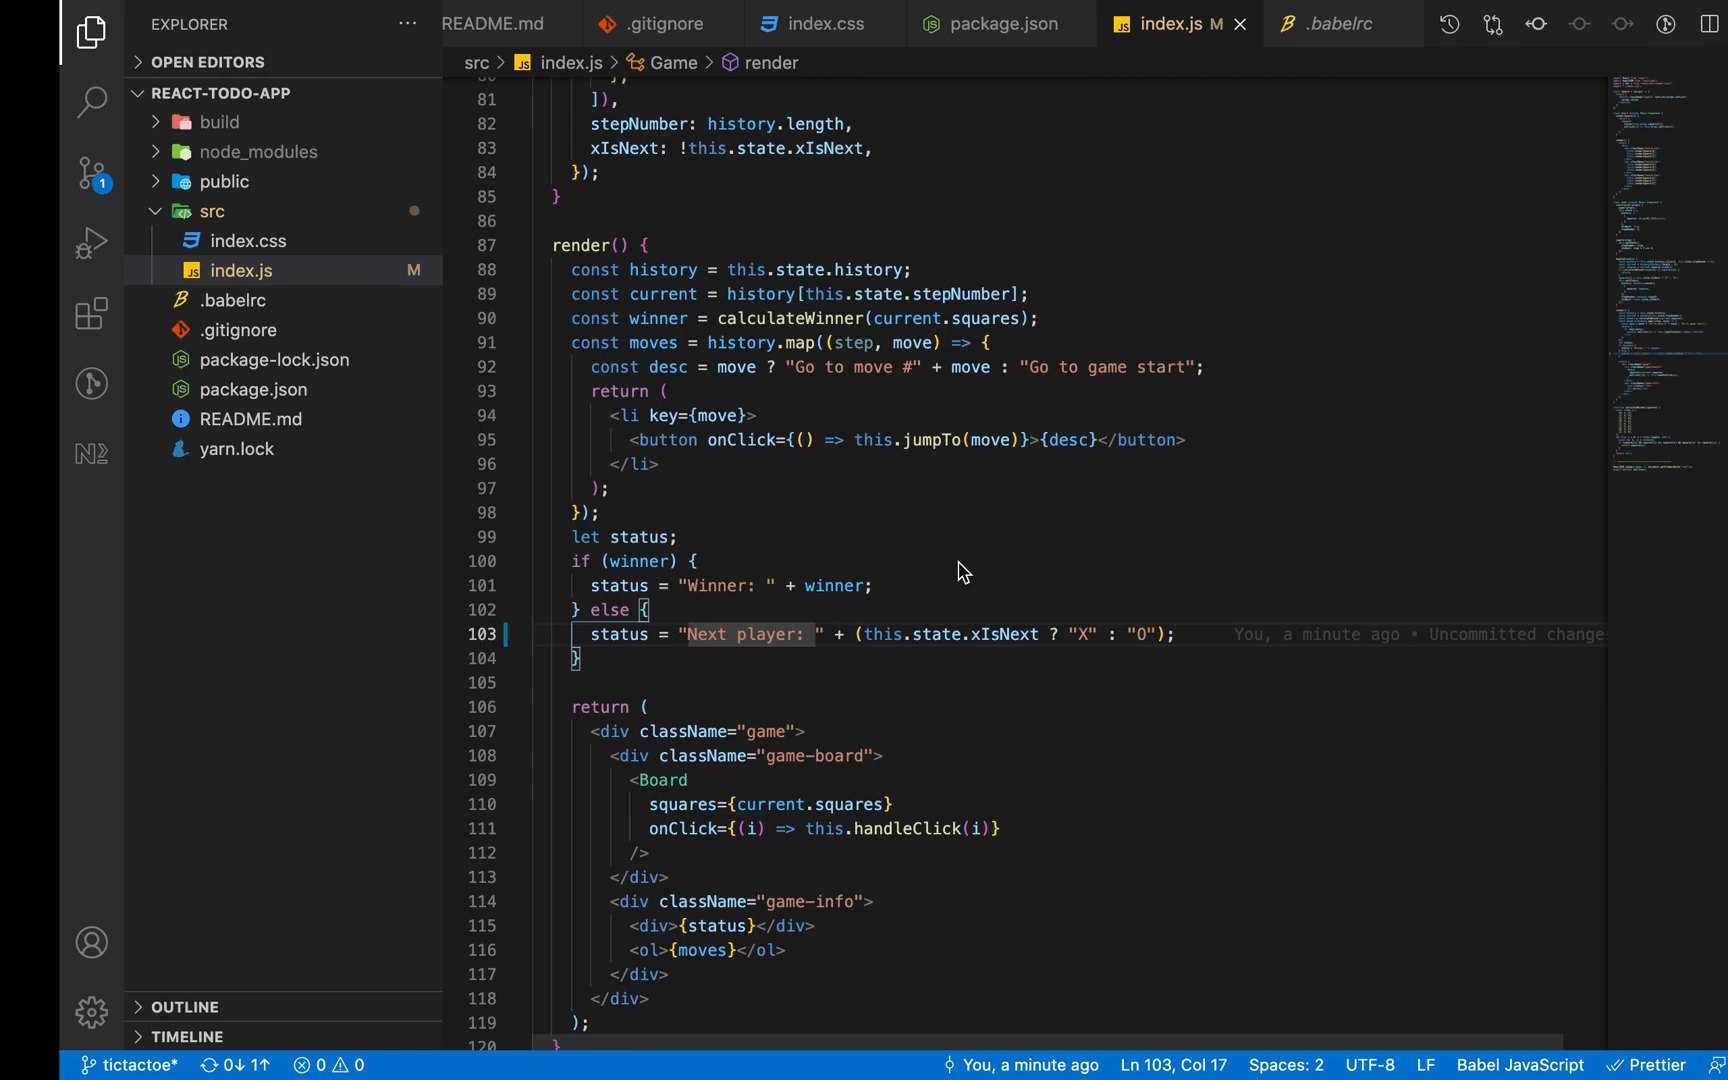 EXPLORER
README.md
.gitignore
index.css
package.json
index.js M
.babelrc
OPEN EDITORS
src > index.js > Game > render
REACT-TODO-APP
build
node_modules
public
src
index.css
index.js M
.babelrc
.gitignore
package-lock.json
package.json
README.md
yarn.lock
1
OUTLINE
TIMELINE
81 ]),
82 stepNumber: history.length,
83 xIsNext: !this.state.xIsNext,
84 });
85 }
86
87 render() {
88 const history = this.state.history;
89 const current = history[this.state.stepNumber];
90 const winner = calculateWinner(current.squares);
91 const moves = history.map((step, move) => {
92 const desc = move ? "Go to move #" + move : "Go to game start";
93 return (
94 <li key={move}>
95 <button onClick={() => this.jumpTo(move)}>{desc}</button>
96 </li>
97 );
98 });
99 let status;
100 if (winner) {
101 status = "Winner: " + winner;
102 } else {
103 status = "Next player: " + (this.state.xIsNext ? "X" : "O"); You, a minute ago • Uncommitted changes
104 }
105
106 return (
107 <div className="game">
108 <div className="game-board">
109 <Board
110 squares={current.squares}
111 onClick={(i) => this.handleClick(i)}
112 />
113 </div>
114 <div className="game-info">
115 <div>{status}</div>
116 <ol>{moves}</ol>
117 </div>
118 </div>
119 );
120 }
tictactoe* 0↓ 1↑ 0 0 You, a minute ago Ln 103, Col 17 Spaces: 2 UTF-8 LF Babel JavaScript Prettier